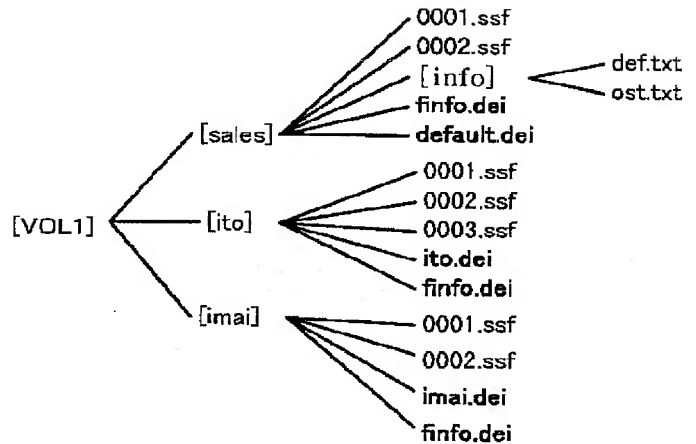 [VOL1]
[sales]
0001.ssf
0002.ssf
[info]
def.txt
ost.txt
finfo.dei
default.dei
[ito]
0001.ssf
0002.ssf
0003.ssf
ito.dei
finfo.dei
[imai]
0001.ssf
0002.ssf
imai.dei
finfo.dei